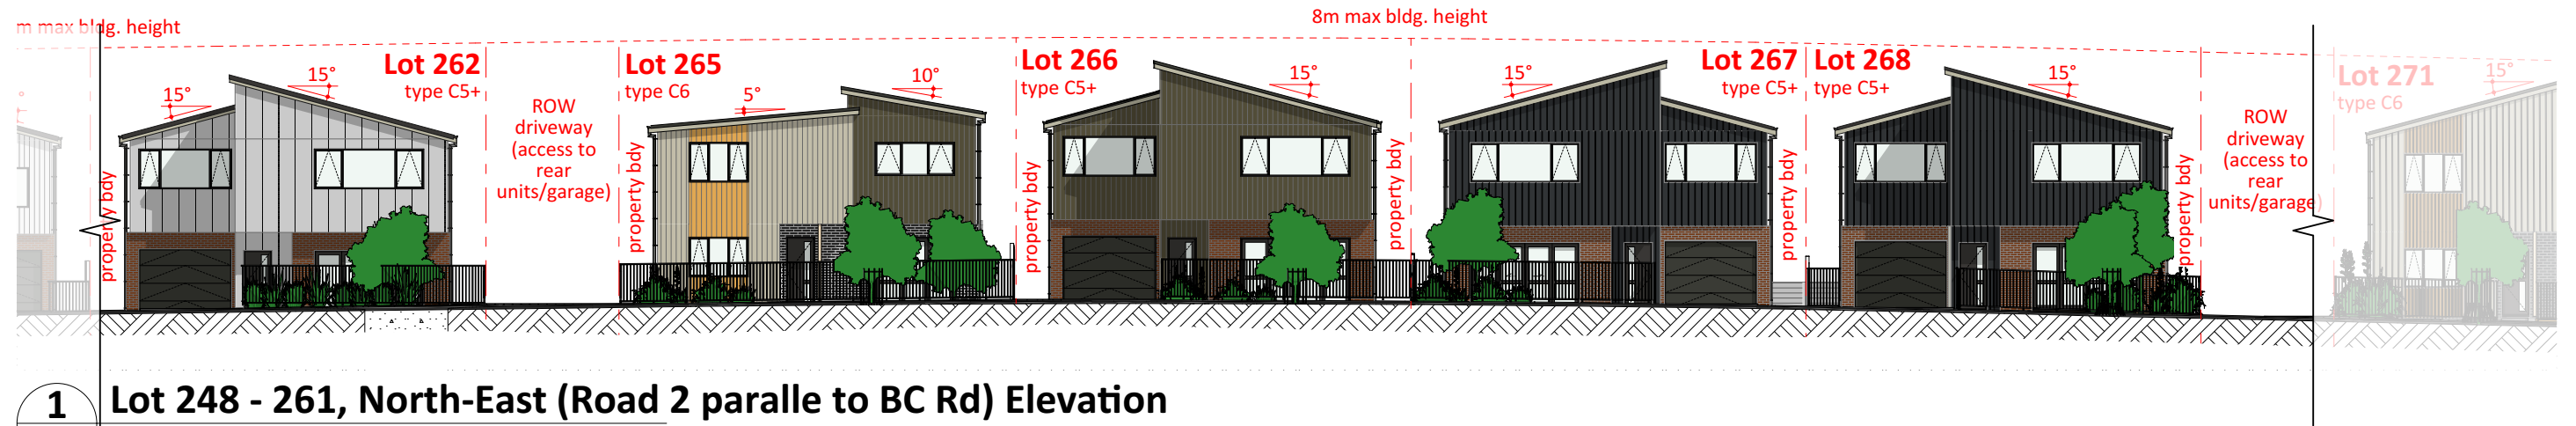 m max bldg. height
8m max bldg. height
Lot 262
type C5+
15°
15°
property bdy
ROW
driveway
(access to
rear
units/garage)
Lot 265
type C6
5°
10°
property bdy
Lot 266
type C5+
15°
property bdy
Lot 267
type C5+
15°
property bdy
Lot 268
type C5+
15°
property bdy
property bdy
ROW
driveway
(access to
rear
units/garage)
Lot 271
type C6
15°
1
Lot 248 - 261, North-East (Road 2 paralle to BC Rd) Elevation